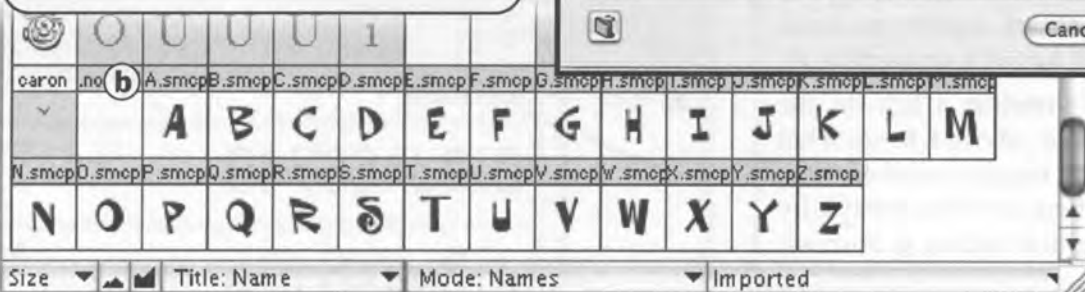 O U U U 1
Canc
caron .no b A.smcp B.smcp C.smcp D.smcp E.smcp F.smcp G.smcp H.smcp I.smcp J.smcp K.smcp L.smcp M.smcp
ˇ A B C D E F G H I J K L M
N.smcp O.smcp P.smcp Q.smcp R.smcp S.smcp T.smcp U.smcp V.smcp W.smcp X.smcp Y.smcp Z.smcp
N O P Q R S T U V W X Y Z
Size Title: Name Mode: Names Imported